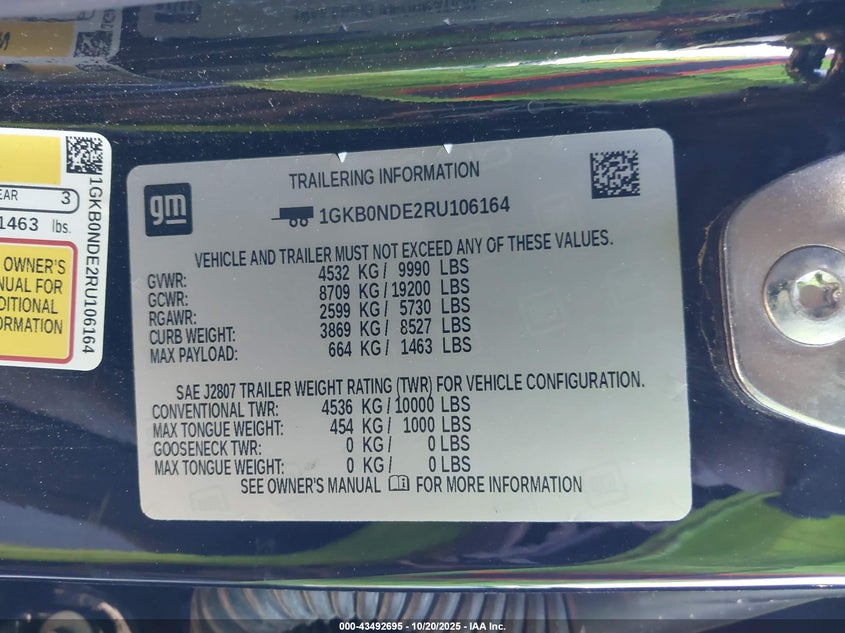 EAR 3
1463 lbs.
OWNER'S
NUAL FOR
DITIONAL
ORMATION
1GKB0NDE2RU106164
gm
TRAILERING INFORMATION
1GKB0NDE2RU106164
VEHICLE AND TRAILER MUST NOT EXCEED ANY OF THESE VALUES.
GVWR: 4532 KG / 9990 LBS
GCWR: 8709 KG / 19200 LBS
RGAWR: 2599 KG / 5730 LBS
CURB WEIGHT: 3869 KG / 8527 LBS
MAX PAYLOAD: 664 KG / 1463 LBS
SAE J2807 TRAILER WEIGHT RATING (TWR) FOR VEHICLE CONFIGURATION.
CONVENTIONAL TWR: 4536 KG / 10000 LBS
MAX TONGUE WEIGHT: 454 KG / 1000 LBS
GOOSENECK TWR: 0 KG / 0 LBS
MAX TONGUE WEIGHT: 0 KG / 0 LBS
SEE OWNER'S MANUAL FOR MORE INFORMATION
000-43492695 - 10/20/2025 - IAA Inc.